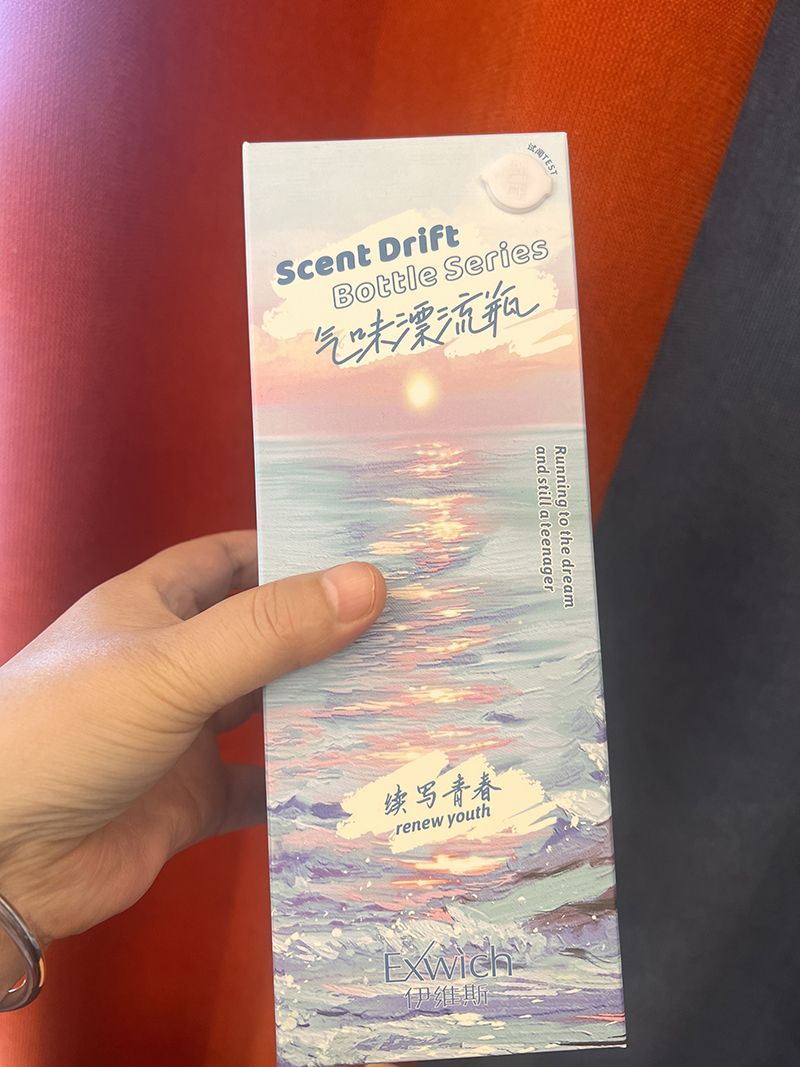 试闻TEST
Scent Drift
Bottle Series
气味漂流瓶
Running to the dream
and still a teenager
续写青春
renew youth
Exwich
伊维斯